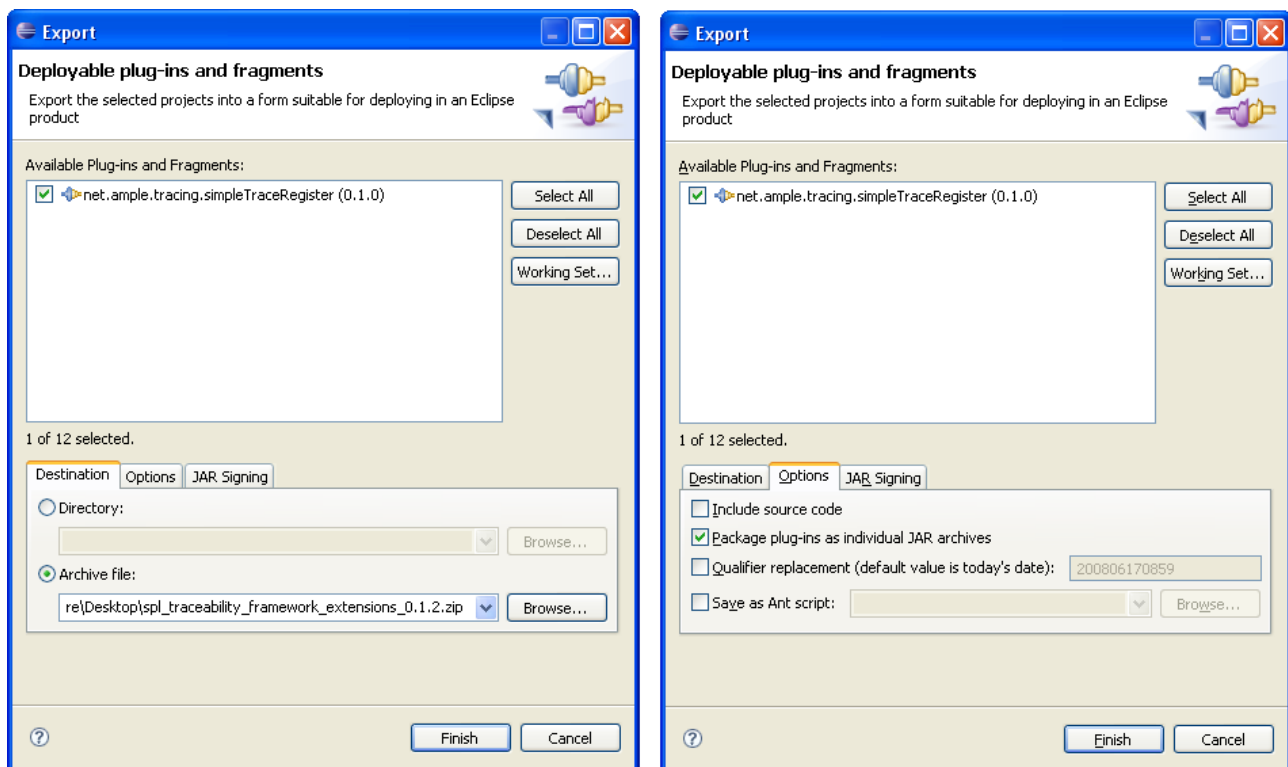 Export
Deployable plug-ins and fragments
Export the selected projects into a form suitable for deploying in an Eclipse
product
Available Plug-ins and Fragments:
net.ample.tracing.simpleTraceRegister (0.1.0)
Select All
Deselect All
Working Set...
1 of 12 selected.
Destination Options JAR Signing
Directory:
Browse...
Archive file:
re\Desktop\spl_traceability_framework_extensions_0.1.2.zip Browse...
Finish Cancel
Export
Deployable plug-ins and fragments
Export the selected projects into a form suitable for deploying in an Eclipse
product
Available Plug-ins and Fragments:
net.ample.tracing.simpleTraceRegister (0.1.0)
Select All
Deselect All
Working Set...
1 of 12 selected.
Destination Options JAR Signing
Include source code
Package plug-ins as individual JAR archives
Qualifier replacement (default value is today's date): 200806170859
Save as Ant script: Browse...
Finish Cancel